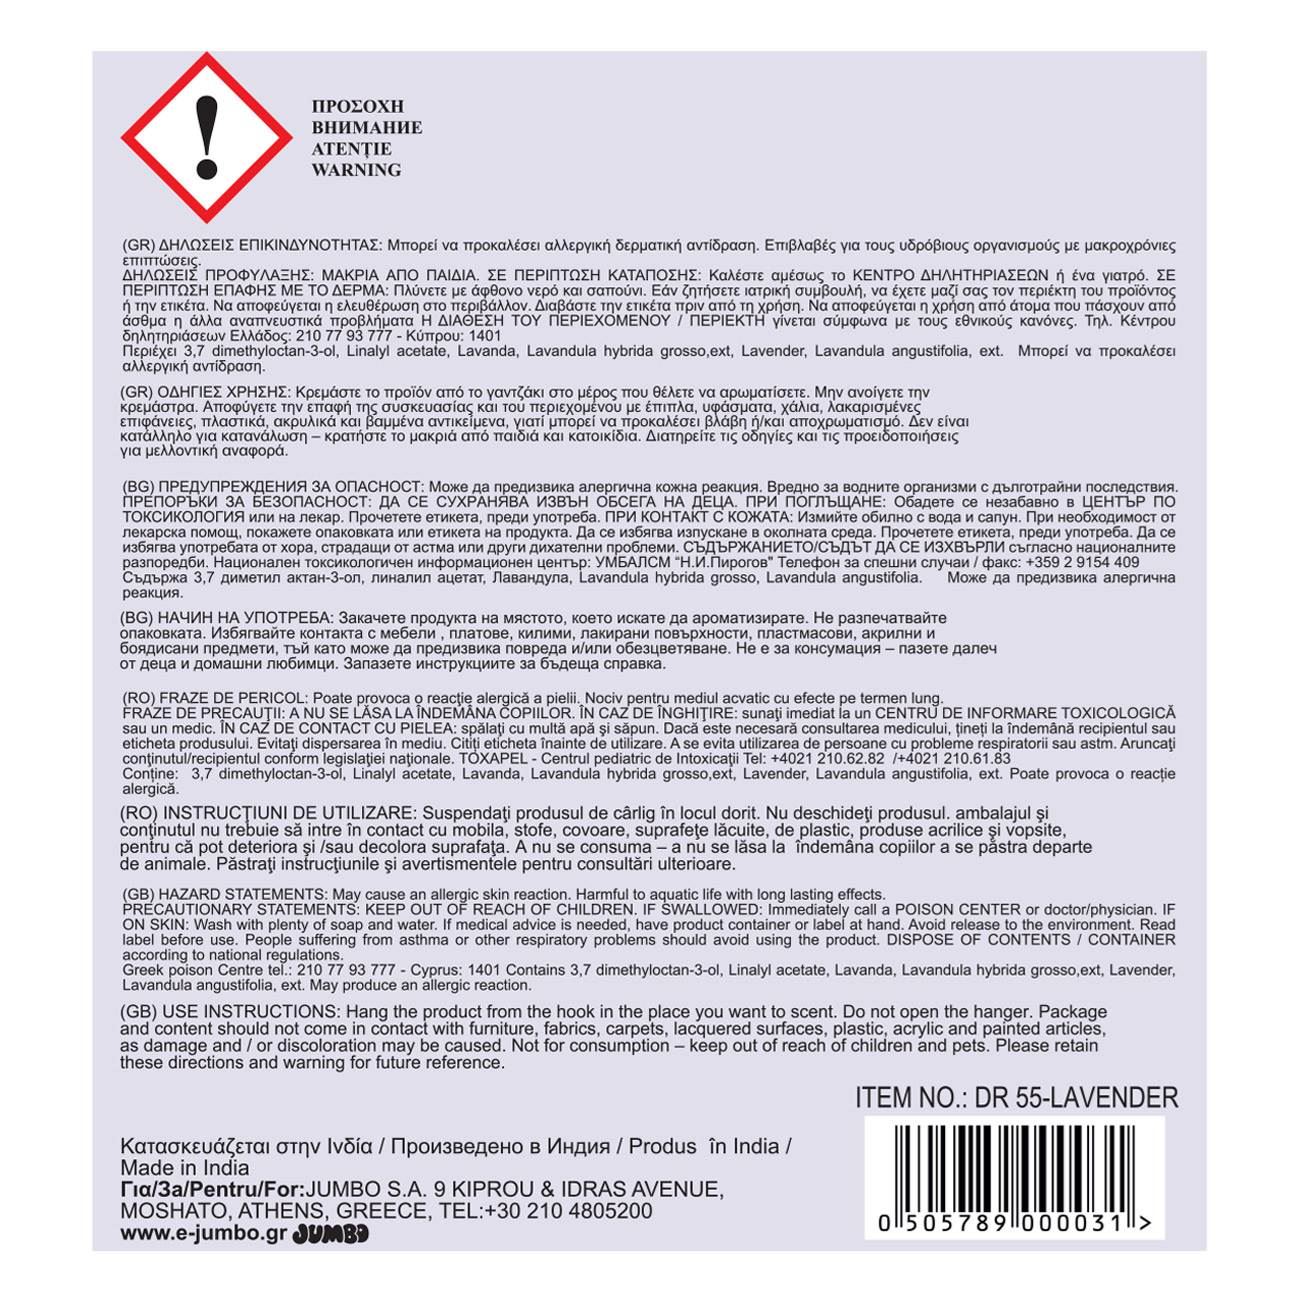 ΠΡΟΣΟΧΗ
ВНИМАНИЕ
ATENȚIE
WARNING
(GR) ΔΗΛΩΣΕΙΣ ΕΠΙΚΙΝΔΥΝΟΤΗΤΑΣ: Μπορεί να προκαλέσει αλλεργική δερματική αντίδραση. Επιβλαβές για τους υδρόβιους οργανισμούς με μακροχρόνιες
επιπτώσεις.
ΔΗΛΩΣΕΙΣ ΠΡΟΦΥΛΑΞΗΣ: ΜΑΚΡΙΑ ΑΠΟ ΠΑΙΔΙΑ. ΣΕ ΠΕΡΙΠΤΩΣΗ ΚΑΤΑΠΟΣΗΣ: Καλέστε αμέσως το ΚΕΝΤΡΟ ΔΗΛΗΤΗΡΙΑΣΕΩΝ ή ένα γιατρό. ΣΕ
ΠΕΡΙΠΤΩΣΗ ΕΠΑΦΗΣ ΜΕ ΤΟ ΔΕΡΜΑ: Πλύνετε με άφθονο νερό και σαπούνι. Εάν ζητήσετε ιατρική συμβουλή, να έχετε μαζί σας τον περιέκτη του προϊόντος
ή την ετικέτα. Να αποφεύγεται η ελευθέρωση στο περιβάλλον. Διαβάστε την ετικέτα πριν από τη χρήση. Να αποφεύγεται η χρήση από άτομα που πάσχουν από
άσθμα η άλλα αναπνευστικά προβλήματα Η ΔΙΑΘΕΣΗ ΤΟΥ ΠΕΡΙΕΧΟΜΕΝΟΥ / ΠΕΡΙΕΚΤΗ γίνεται σύμφωνα με τους εθνικούς κανόνες. Τηλ. Κέντρου
δηλητηριάσεων Ελλάδος: 210 77 93 777 - Κύπρου: 1401
Περιέχει 3,7 dimethyloctan-3-ol, Linalyl acetate, Lavanda, Lavandula hybrida grosso,ext, Lavender, Lavandula angustifolia, ext. Μπορεί να προκαλέσει
αλλεργική αντίδραση.
(GR) ΟΔΗΓΙΕΣ ΧΡΗΣΗΣ: Κρεμάστε το προϊόν από το γαντζάκι στο μέρος που θέλετε να αρωματίσετε. Μην ανοίγετε την
κρεμάστρα. Αποφύγετε την επαφή της συσκευασίας και του περιεχομένου με έπιπλα, υφάσματα, χάλια, λακαρισμένες
επιφάνειες, πλαστικά, ακρυλικά και βαμμένα αντικείμενα, γιατί μπορεί να προκαλέσει βλάβη ή/και αποχρωματισμό. Δεν είναι
κατάλληλο για κατανάλωση – κρατήστε το μακριά από παιδιά και κατοικίδια. Διατηρείτε τις οδηγίες και τις προειδοποιήσεις
για μελλοντική αναφορά.
(BG) ПРЕДУПРЕЖДЕНИЯ ЗА ОПАСНОСТ: Може да предизвика алергична кожна реакция. Вредно за водните организми с дълготрайни последствия.
ПРЕПОРЪКИ ЗА БЕЗОПАСНОСТ: ДА СЕ СУХРАНЯВА ИЗВЪН ОБСЕГА НА ДЕЦА. ПРИ ПОГЛЪЩАНЕ: Обадете се незабавно в ЦЕНТЪР ПО
ТОКСИКОЛОГИЯ или на лекар. Прочетете етикета, преди употреба. ПРИ КОНТАКТ С КОЖАТА: Измийте обилно с вода и сапун. При необходимост от
лекарска помощ, покажете опаковката или етикета на продукта. Да се избягва изпускане в околната среда. Прочетете етикета, преди употреба. Да се
избягва употребата от хора, страдащи от астма или други дихателни проблеми. СЪДЪРЖАНИЕТО/СЪДЪТ ДА СЕ ИЗХВЪРЛИ съгласно националните
разпоредби. Национален токсикологичен информационен център: УМБАЛСМ “Н.И.Пирогов" Телефон за спешни случаи / факс: +359 2 9154 409
Съдържа 3,7 диметил актан-3-ол, линалил ацетат, Лавандула, Lavandula hybrida grosso, Lavandula angustifolia. Може да предизвика алергична
реакция.
(BG) НАЧИН НА УПОТРЕБА: Закачете продукта на мястото, което искате да ароматизирате. Не разпечатвайте
опаковката. Избягвайте контакта с мебели , платове, килими, лакирани повърхности, пластмасови, акрилни и
боядисани предмети, тъй като може да предизвика повреда и/или обезцветяване. Не е за консумация – пазете далеч
от деца и домашни любимци. Запазете инструкциите за бъдеща справка.
(RO) FRAZE DE PERICOL: Poate provoca o reacție alergică a pielii. Nociv pentru mediul acvatic cu efecte pe termen lung.
FRAZE DE PRECAUŢII: A NU SE LĂSA LA ÎNDEMÂNA COPIILOR. ÎN CAZ DE ÎNGHIŢIRE: sunaţi imediat la un CENTRU DE INFORMARE TOXICOLOGICĂ
sau un medic. ÎN CAZ DE CONTACT CU PIELEA: spălaţi cu multă apă şi săpun. Dacă este necesară consultarea medicului, ţineţi la îndemână recipientul sau
eticheta produsului. Evitaţi dispersarea în mediu. Citiți eticheta înainte de utilizare. A se evita utilizarea de persoane cu probleme respiratorii sau astm. Aruncaţi
conţinutul/recipientul conform legislaţiei naţionale. TOXAPEL - Centrul pediatric de Intoxicaţii Tel: +4021 210.62.82 /+4021 210.61.83
Conține: 3,7 dimethyloctan-3-ol, Linalyl acetate, Lavanda, Lavandula hybrida grosso,ext, Lavender, Lavandula angustifolia, ext. Poate provoca o reacție
alergică.
(RO) INSTRUCŢIUNI DE UTILIZARE: Suspendaţi produsul de cârlig în locul dorit. Nu deschideţi produsul. ambalajul şi
conţinutul nu trebuie să intre în contact cu mobila, stofe, covoare, suprafeţe lăcuite, de plastic, produse acrilice şi vopsite,
pentru că pot deteriora şi /sau decolora suprafaţa. A nu se consuma – a nu se lăsa la îndemâna copiilor a se păstra departe
de animale. Păstraţi instrucţiunile şi avertismentele pentru consultări ulterioare.
(GB) HAZARD STATEMENTS: May cause an allergic skin reaction. Harmful to aquatic life with long lasting effects.
PRECAUTIONARY STATEMENTS: KEEP OUT OF REACH OF CHILDREN. IF SWALLOWED: Immediately call a POISON CENTER or doctor/physician. IF
ON SKIN: Wash with plenty of soap and water. If medical advice is needed, have product container or label at hand. Avoid release to the environment. Read
label before use. People suffering from asthma or other respiratory problems should avoid using the product. DISPOSE OF CONTENTS / CONTAINER
according to national regulations.
Greek poison Centre tel.: 210 77 93 777 - Cyprus: 1401 Contains 3,7 dimethyloctan-3-ol, Linalyl acetate, Lavanda, Lavandula hybrida grosso,ext, Lavender,
Lavandula angustifolia, ext. May produce an allergic reaction.
(GB) USE INSTRUCTIONS: Hang the product from the hook in the place you want to scent. Do not open the hanger. Package
and content should not come in contact with furniture, fabrics, carpets, lacquered surfaces, plastic, acrylic and painted articles,
as damage and / or discoloration may be caused. Not for consumption – keep out of reach of children and pets. Please retain
these directions and warning for future reference.
ITEM NO.: DR 55-LAVENDER
Κατασκευάζεται στην Ινδία / Произведено в Индия / Produs în India /
Made in India
Για/За/Pentru/For:JUMBO S.A. 9 KIPROU & IDRAS AVENUE,
MOSHATO, ATHENS, GREECE, TEL:+30 210 4805200
www.e-jumbo.gr JUMBO
0 505789 000031 >